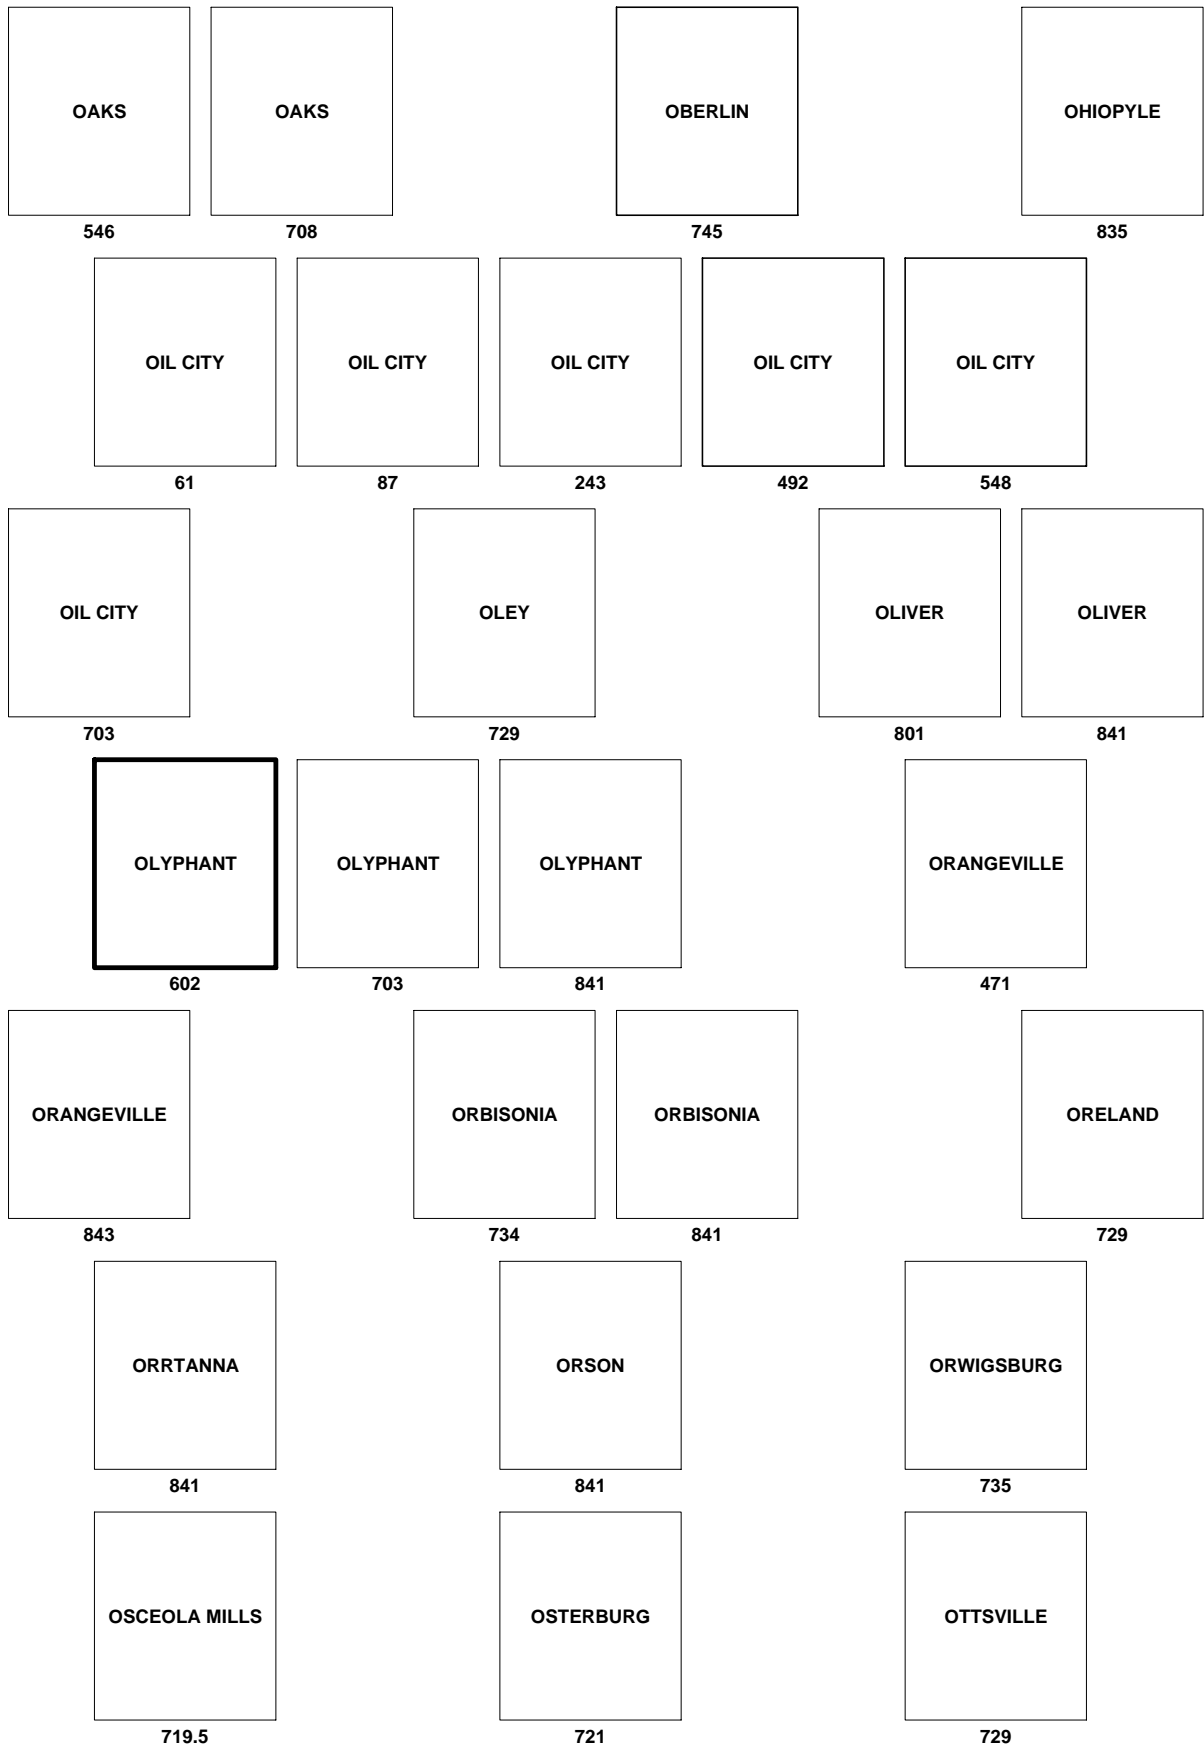 OAKS OAKS OBERLIN OHIOPYLE
546 708 745 835
OIL CITY OIL CITY OIL CITY OIL CITY OIL CITY
61 87 243 492 548
OIL CITY OLEY OLIVER OLIVER
703 729 801 841
OLYPHANT OLYPHANT OLYPHANT ORANGEVILLE
602 703 841 471
ORANGEVILLE ORBISONIA ORBISONIA ORELAND
843 734 841 729
ORRTANNA ORSON ORWIGSBURG
841 841 735
OSCEOLA MILLS OSTERBURG OTTSVILLE
719.5 721 729